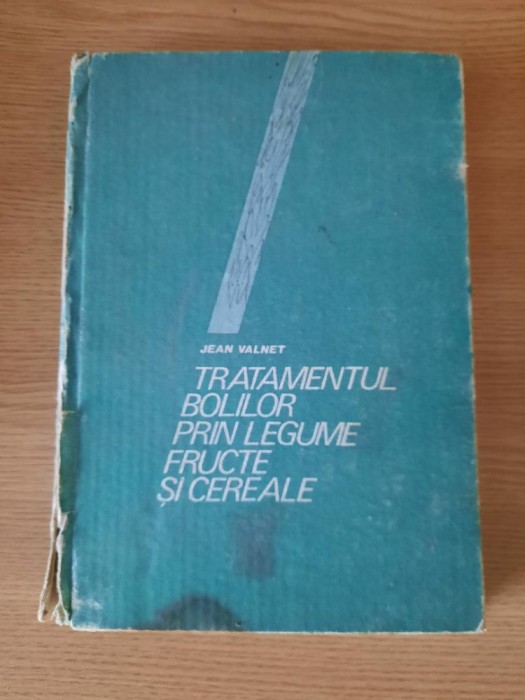 JEAN VALNET
TRATAMENTUL
BOLILOR
PRIN LEGUME
FRUCTE
ȘI CEREALE